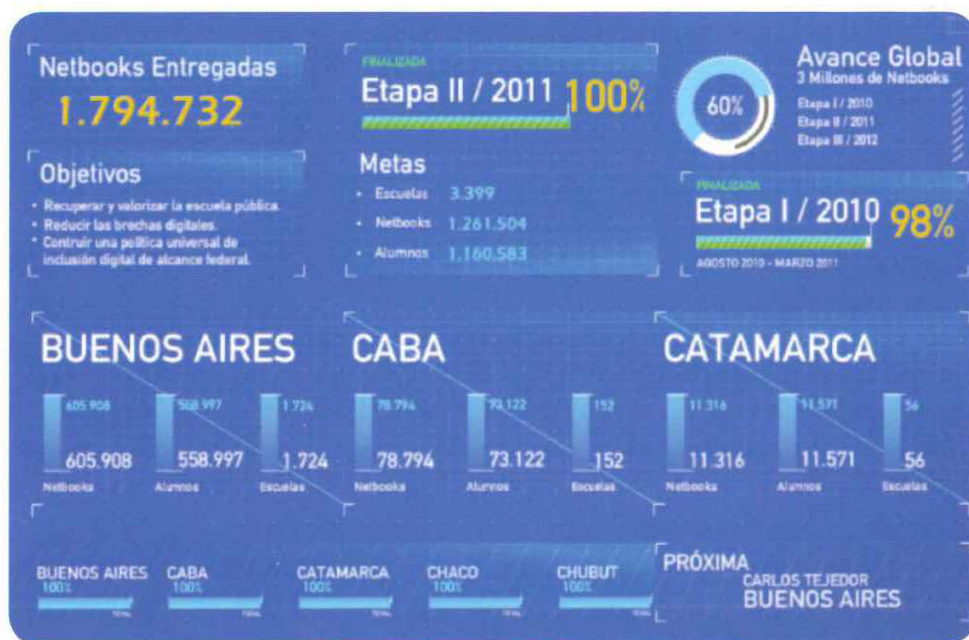 Netbooks Entregadas
1.794.732
Objetivos
• Recuperar y valorizar la escuela pública.
• Reducir las brechas digitales.
• Contruir una política universal de
inclusión digital de alcance federal.
FINALIZADA
Etapa II / 2011 100%
Metas
• Escuelas 3.399
• Netbooks 1.261.504
• Alumnos 1.160.583
60%
Avance Global
3 Millones de Netbooks
Etapa I / 2010
Etapa II / 2011
Etapa III / 2012
FINALIZADA
Etapa I / 2010 98%
AGOSTO 2010 - MARZO 2011
BUENOS AIRES
605.908 558.997 1.724
605.908 558.997 1.724
Netbooks Alumnos Escuelas
CABA
78.794 73.122 152
78.794 73.122 152
Netbooks Alumnos Escuelas
CATAMARCA
11.316 11.571 56
11.316 11.571 56
Netbooks Alumnos Escuelas
BUENOS AIRES
100%
TOTAL
CABA
100%
TOTAL
CATAMARCA
100%
TOTAL
CHACO
100%
TOTAL
CHUBUT
100%
TOTAL
PRÓXIMA
CARLOS TEJEDOR
BUENOS AIRES